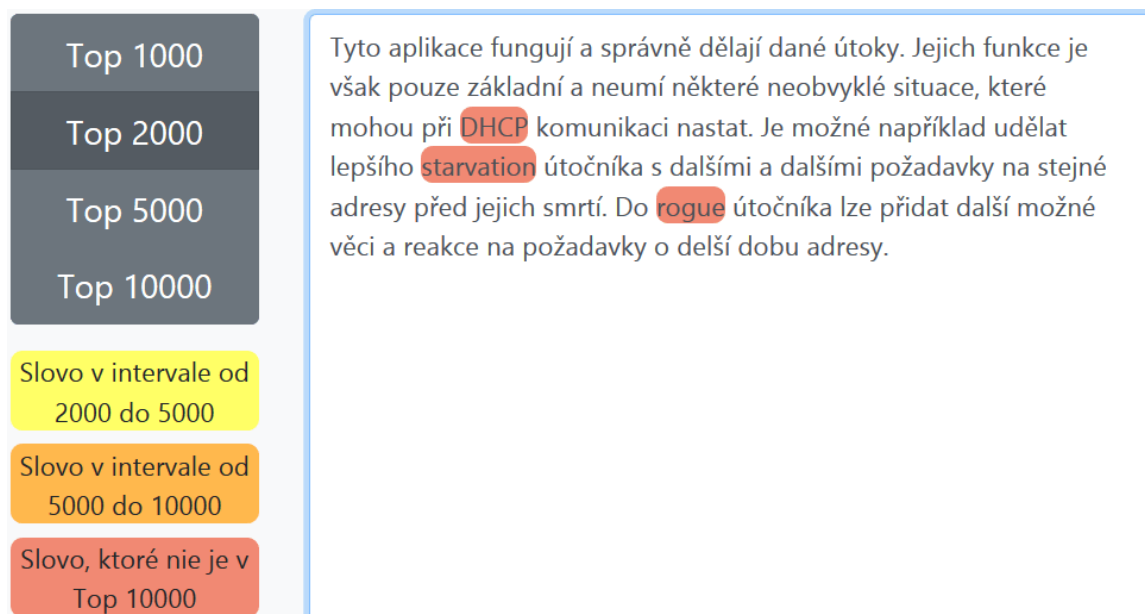 Top 1000
Top 2000
Top 5000
Top 10000
Slovo v intervale od
2000 do 5000
Slovo v intervale od
5000 do 10000
Slovo, ktoré nie je v
Top 10000
Tyto aplikace fungují a správně dělají dané útoky. Jejich funkce je
však pouze základní a neumí některé neobvyklé situace, které
mohou při DHCP komunikaci nastat. Je možné například udělat
lepšího starvation útočníka s dalšími a dalšími požadavky na stejné
adresy před jejich smrtí. Do rogue útočníka lze přidat další možné
věci a reakce na požadavky o delší dobu adresy.